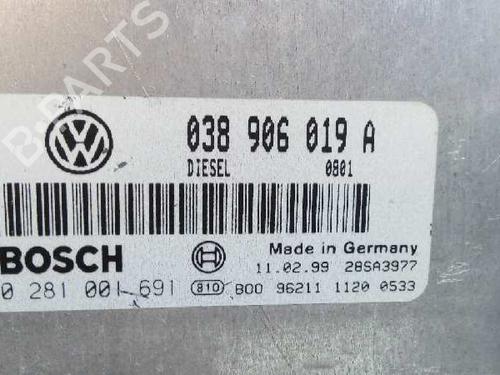 B-PARTS
038 906 019 A
DIESEL 0801
BOSCH
Made in Germany
11.02.99 28SA3977
0 281 001 691 810 B00 96211 1120 0533